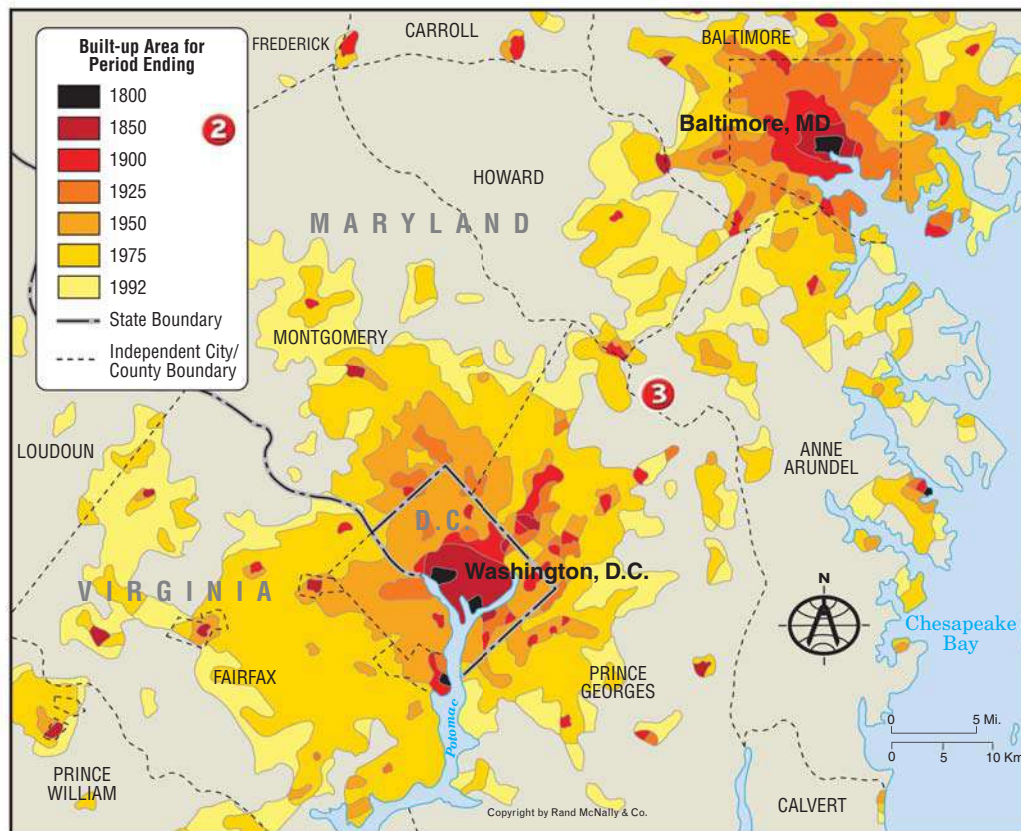 Built-up Area for
Period Ending
1800
1850
1900
1925
1950
1975
1992
State Boundary
Independent City/
County Boundary
2
FREDERICK
CARROLL
BALTIMORE
Baltimore, MD
HOWARD
MARYLAND
MONTGOMERY
3
LOUDOUN
ANNE
ARUNDEL
D.C.
Washington, D.C.
VIRGINIA
N
Chesapeake
Bay
FAIRFAX
PRINCE
GEORGES
Potomac
PRINCE
WILLIAM
0 5 Mi.
0 5 10 Km
CALVERT
Copyright by Rand McNally & Co.